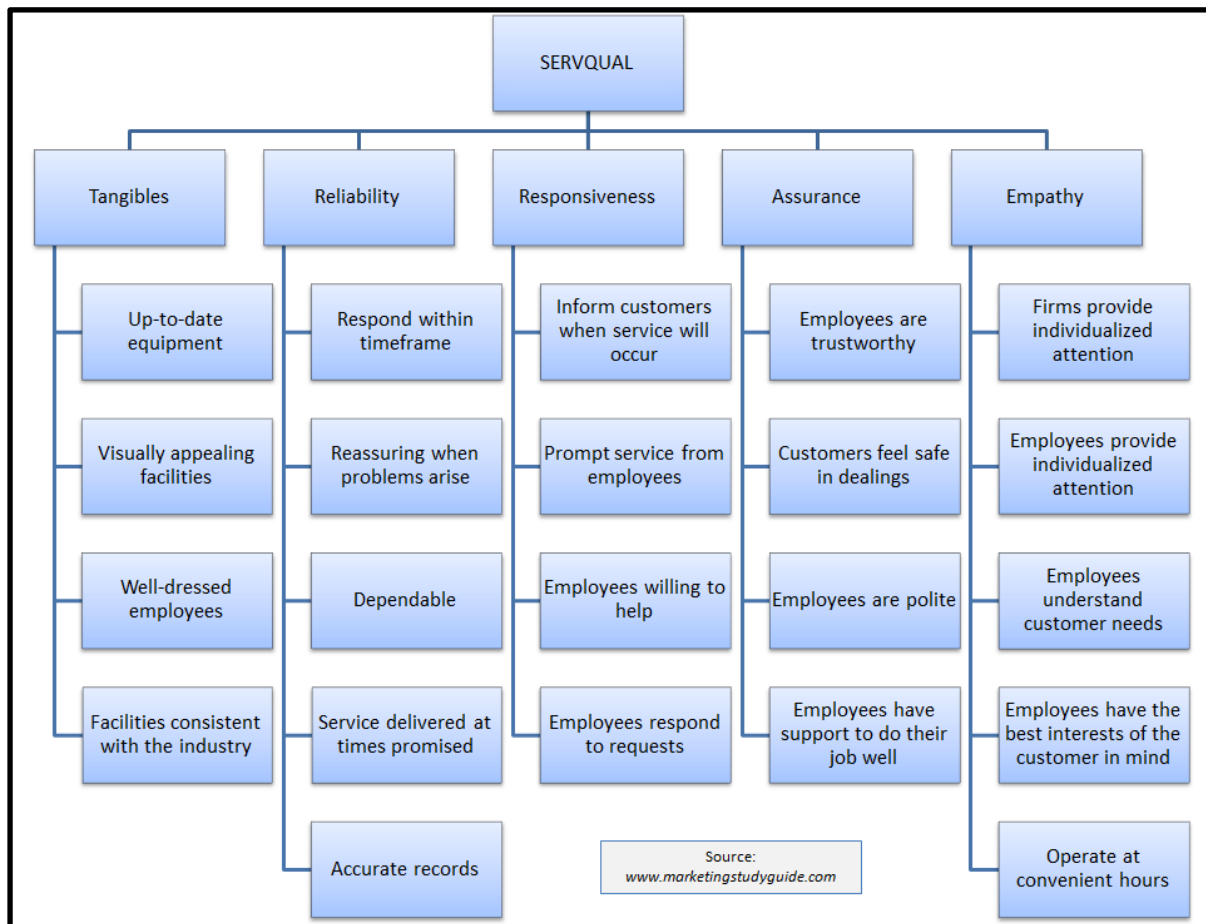 SERVQUAL
Tangibles
Reliability
Responsiveness
Assurance
Empathy
Up-to-date
equipment
Respond within
timeframe
Inform customers
when service will
occur
Employees are
trustworthy
Firms provide
individualized
attention
Visually appealing
facilities
Reassuring when
problems arise
Prompt service from
employees
Customers feel safe
in dealings
Employees provide
individualized
attention
Well-dressed
employees
Dependable
Employees willing to
help
Employees are polite
Employees
understand
customer needs
Facilities consistent
with the industry
Service delivered at
times promised
Employees respond
to requests
Employees have
support to do their
job well
Employees have the
best interests of the
customer in mind
Accurate records
Source:
www.marketingstudyguide.com
Operate at
convenient hours